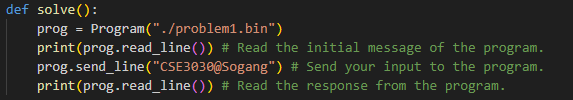 def solve():
    prog = Program("./problem1.bin")
    print(prog.read_line()) # Read the initial message of the program.
    prog.send_line("CSE3030@Sogang") # Send your input to the program.
    print(prog.read_line()) # Read the response from the program.